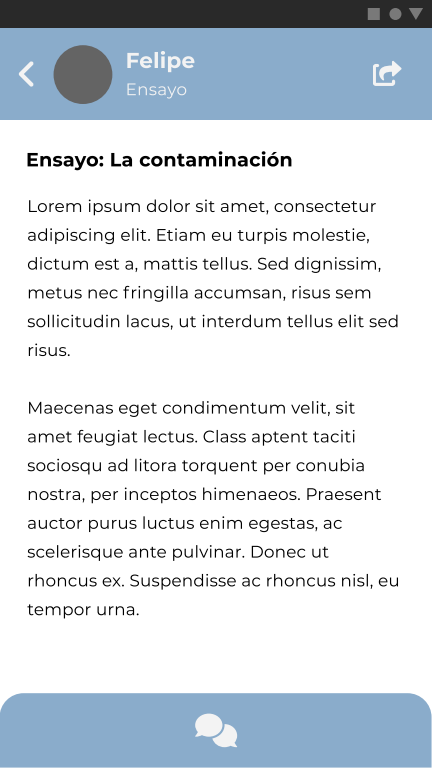 Felipe
Ensayo
Ensayo: La contaminación
Lorem ipsum dolor sit amet, consectetur
adipiscing elit. Etiam eu turpis molestie,
dictum est a, mattis tellus. Sed dignissim,
metus nec fringilla accumsan, risus sem
sollicitudin lacus, ut interdum tellus elit sed
risus.
Maecenas eget condimentum velit, sit
amet feugiat lectus. Class aptent taciti
sociosqu ad litora torquent per conubia
nostra, per inceptos himenaeos. Praesent
auctor purus luctus enim egestas, ac
scelerisque ante pulvinar. Donec ut
rhoncus ex. Suspendisse ac rhoncus nisl, eu
tempor urna.